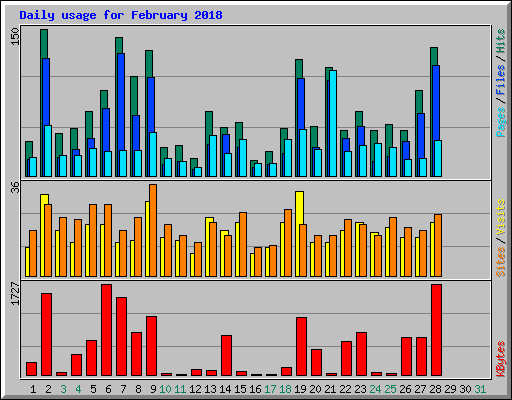 Daily usage for February 2018
150
Pages / Files / Hits
36
Sites / Visits
1727
KBytes
1 2 3 4 5 6 7 8 9 10 11 12 13 14 15 16 17 18 19 20 21 22 23 24 25 26 27 28 29 30 31